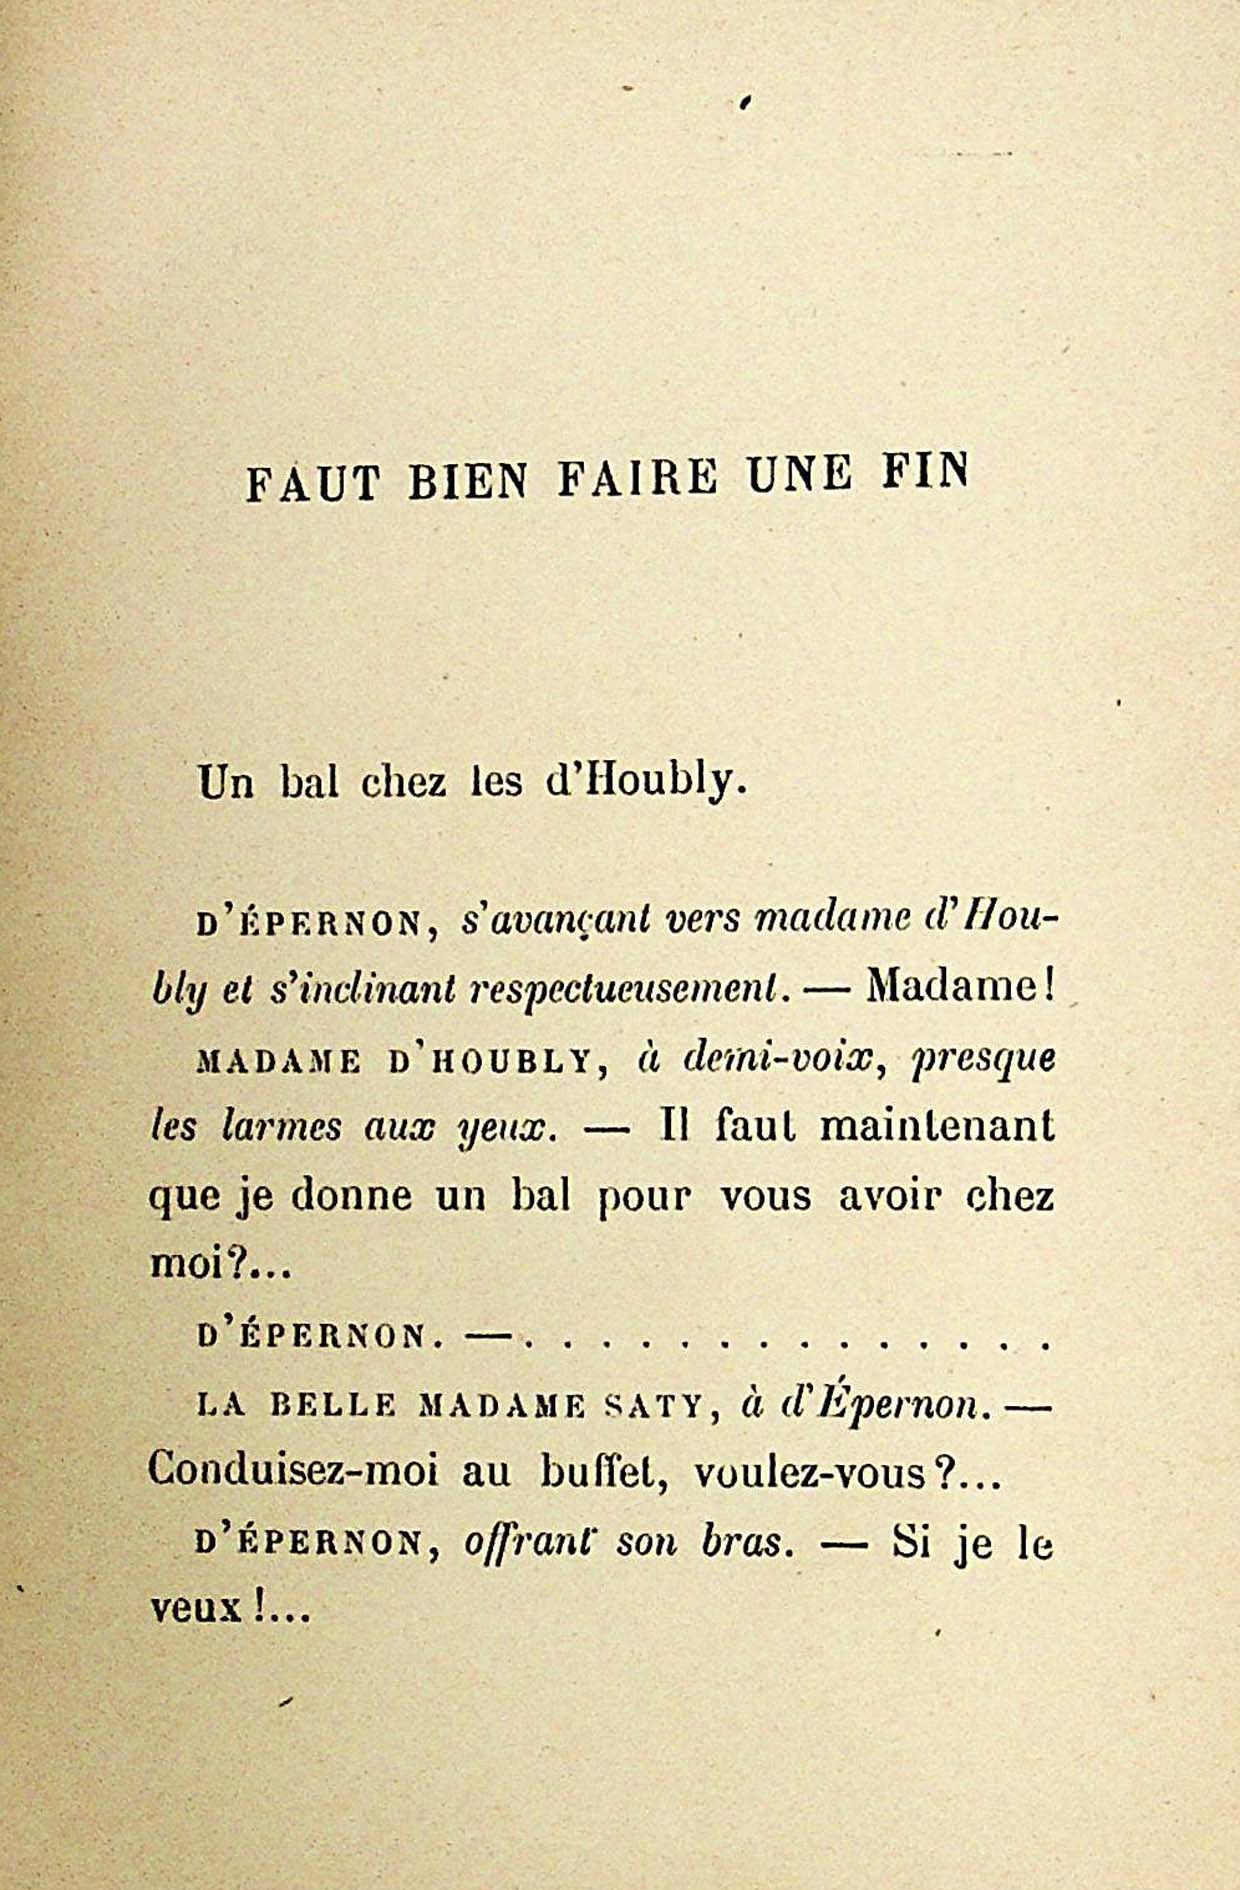 FAUT BIEN FAIRE UNE FIN
Un bal chez les d'Houbly.
D'ÉPERNON, s'avançant vers madame d'Hou-
bly et s'inclinant respectueusement. — Madame!
MADAME D'HOUBLY, à demi-voix, presque
les larmes aux yeux. — Il faut maintenant
que je donne un bal pour vous avoir chez
moi?...
D'ÉPERNON. — . . . . . . . . . . . . . .
LA BELLE MADAME SATY, à d'Épernon. —
Conduisez-moi au buffet, voulez-vous?...
D'ÉPERNON, offrant son bras. — Si je le
veux!...